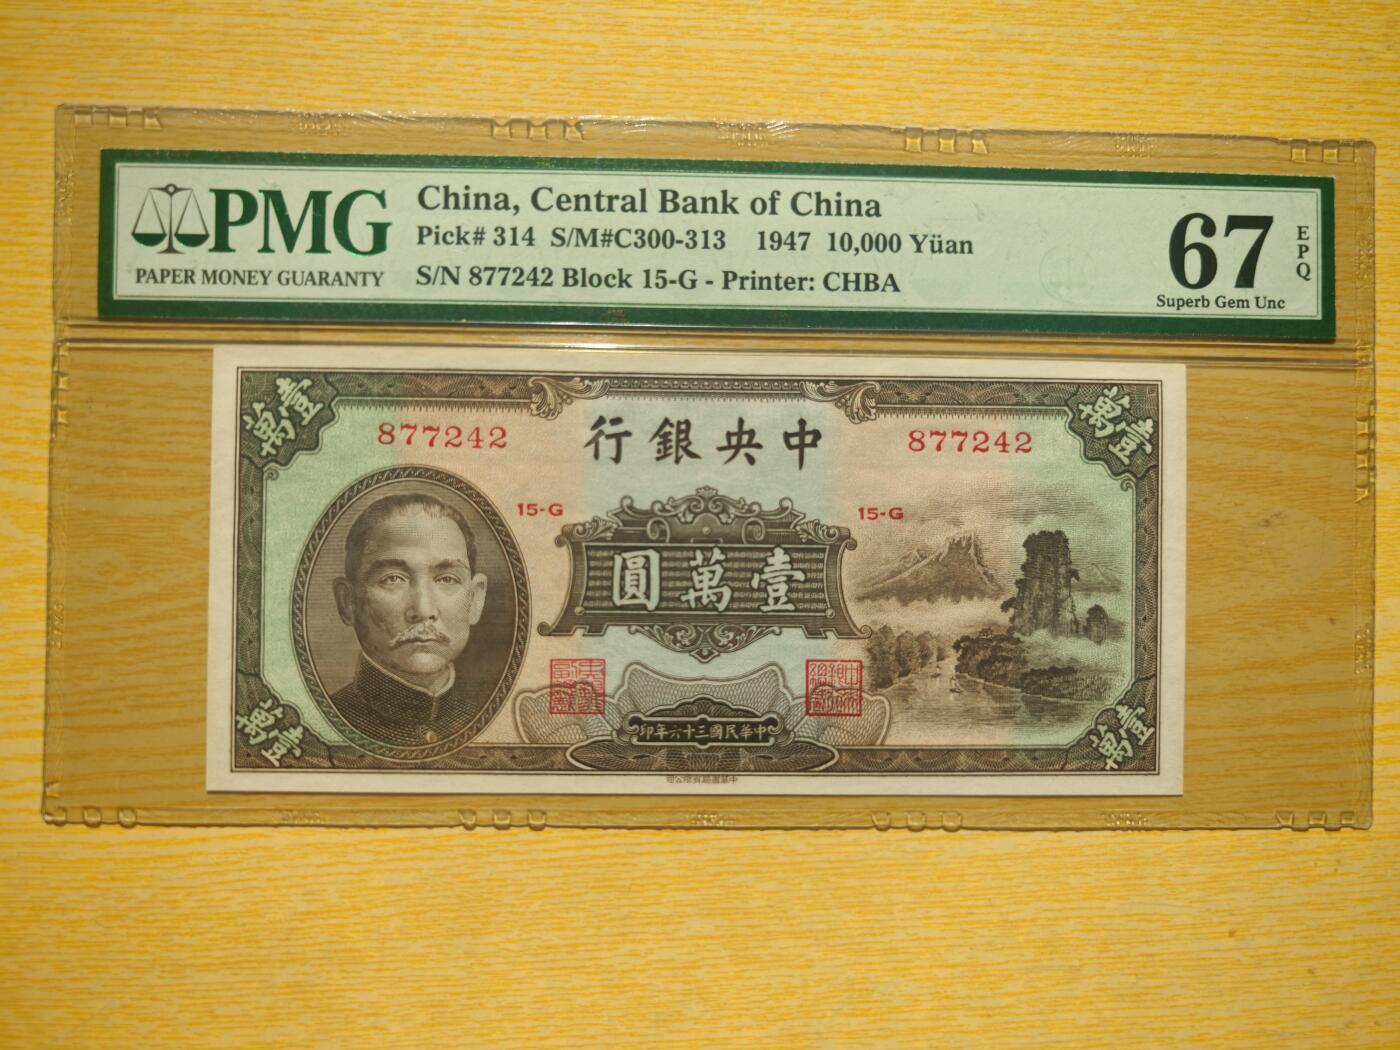 PMG
PAPER MONEY GUARANTY
China, Central Bank of China
Pick# 314 S/M#C300-313 1947 10,000 Yüan
S/N 877242 Block 15-G - Printer: CHBA
67
EPQ
Superb Gem Unc
壹萬
壹萬
877242
行銀央中
877242
15-G
15-G
圓萬壹
印年六十三國民華中
壹萬
壹萬